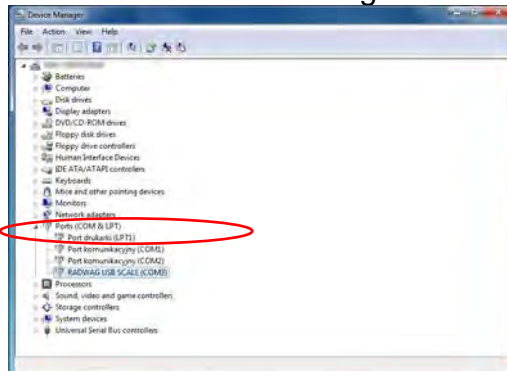 Device Manager
File Action View Help
Batteries
Computer
Disk drives
Display adapters
DVD/CD-ROM drives
Floppy disk drives
Floppy drive controllers
Human Interface Devices
IDE ATA/ATAPI controllers
Keyboards
Mice and other pointing devices
Monitors
Network adapters
Ports (COM & LPT)
Port drukarki (LPT1)
Port komunikacyjny (COM1)
Port komunikacyjny (COM2)
RADWAG USB SCALE (COM3)
Processors
Sound, video and game controllers
Storage controllers
System devices
Universal Serial Bus controllers